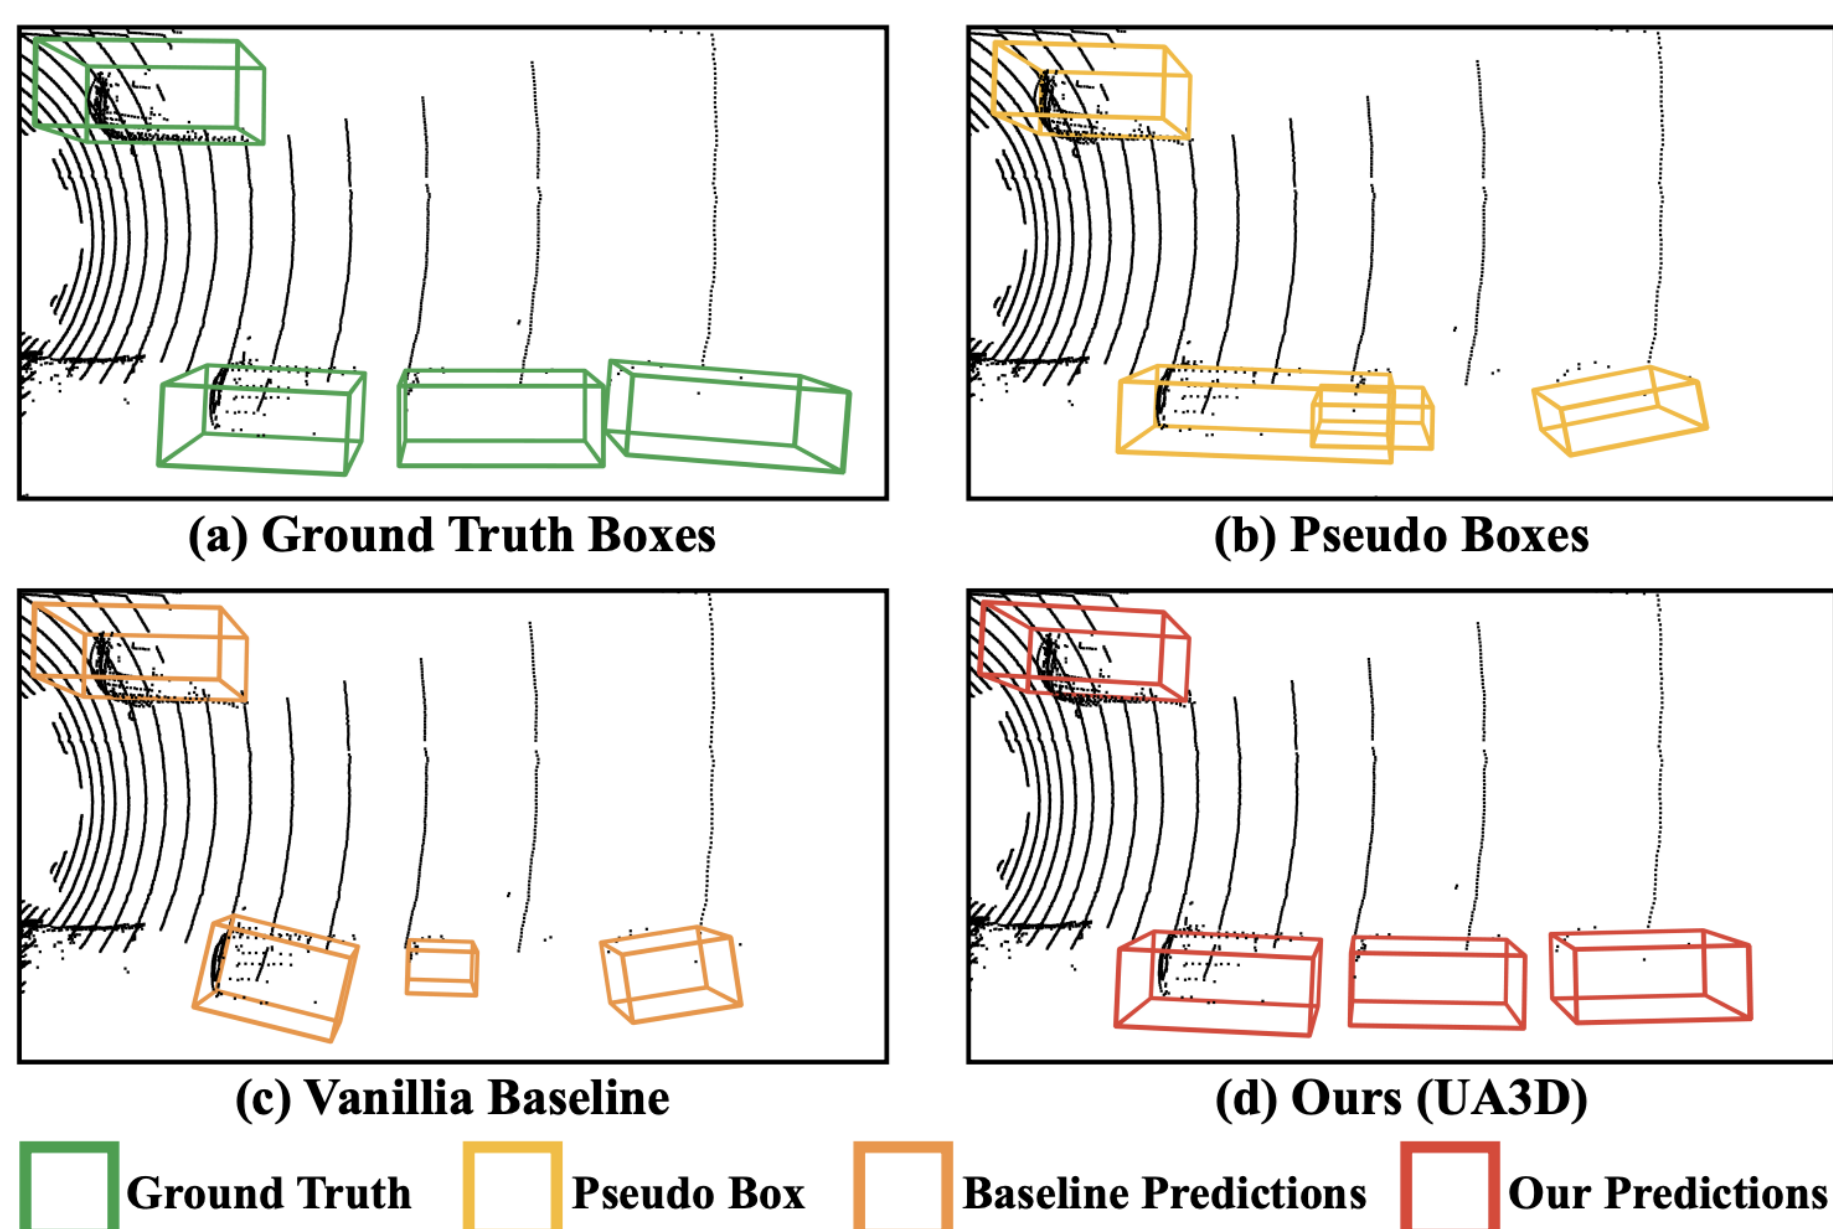 (a) Ground Truth Boxes
(b) Pseudo Boxes
(c) Vanillia Baseline
(d) Ours (UA3D)
Ground Truth
Pseudo Box
Baseline Predictions
Our Predictions